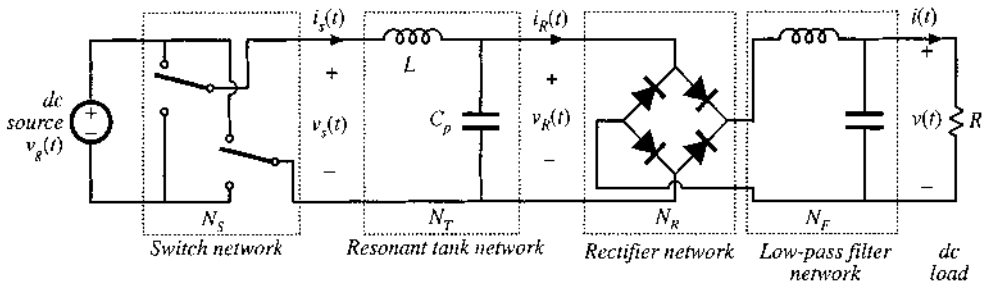 i_s(t)
i_R(t)
i(t)
L
+
+
+
dc
source
v_g(t)
+
−
v_s(t)
C_p
v_R(t)
v(t)
R
−
−
−
N_S
N_T
N_R
N_F
Switch network
Resonant tank network
Rectifier network
Low-pass filter
network
dc
load